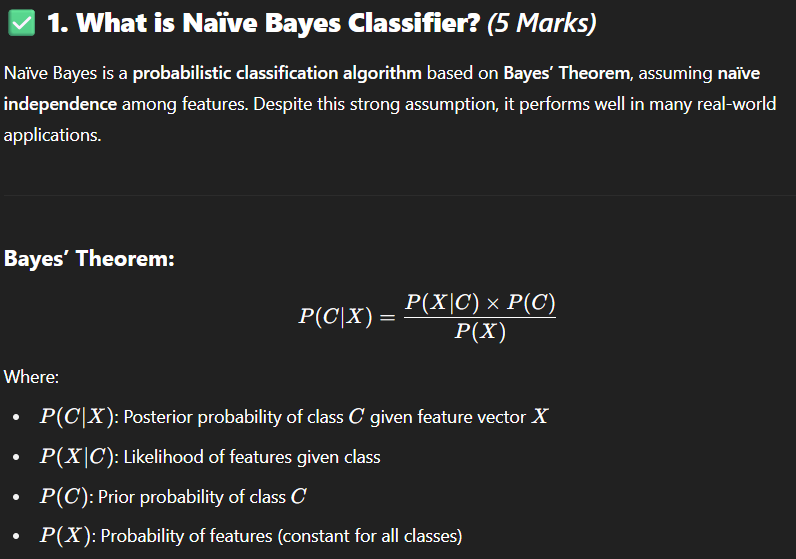 ✅ 1. What is Naïve Bayes Classifier? (5 Marks)
Naïve Bayes is a probabilistic classification algorithm based on Bayes’ Theorem, assuming naïve
independence among features. Despite this strong assumption, it performs well in many real-world
applications.
Bayes’ Theorem:
P(C|X) = P(X|C) × P(C) / P(X)
Where:
• P(C|X): Posterior probability of class C given feature vector X
• P(X|C): Likelihood of features given class
• P(C): Prior probability of class C
• P(X): Probability of features (constant for all classes)